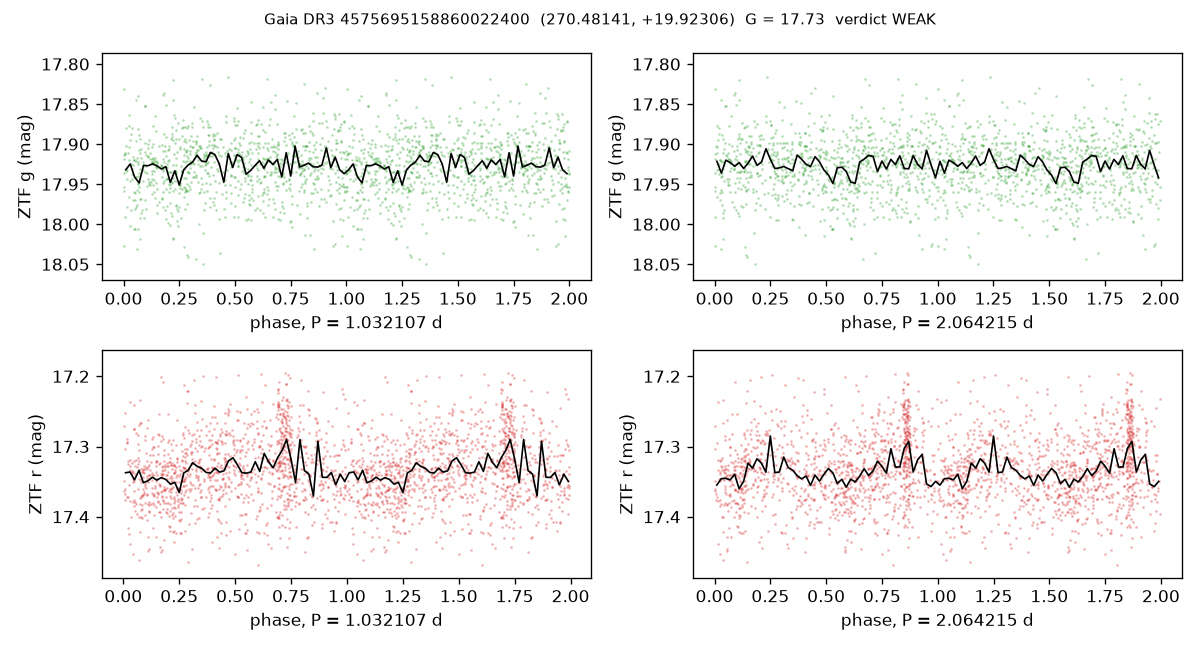 Gaia DR3 4575695158860022400 (270.48141, +19.92306) G = 17.73 verdict WEAK
ZTF g (mag)
17.80
17.85
17.90
17.95
18.00
18.05
0.00 0.25 0.50 0.75 1.00 1.25 1.50 1.75 2.00
phase, P = 1.032107 d
ZTF g (mag)
17.80
17.85
17.90
17.95
18.00
18.05
0.00 0.25 0.50 0.75 1.00 1.25 1.50 1.75 2.00
phase, P = 2.064215 d
ZTF r (mag)
17.2
17.3
17.4
0.00 0.25 0.50 0.75 1.00 1.25 1.50 1.75 2.00
phase, P = 1.032107 d
ZTF r (mag)
17.2
17.3
17.4
0.00 0.25 0.50 0.75 1.00 1.25 1.50 1.75 2.00
phase, P = 2.064215 d